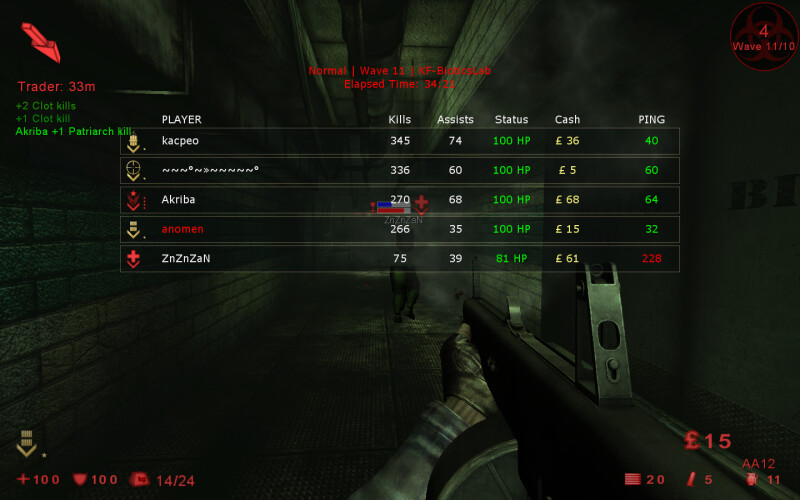 4
Wave 11/10
Normal | Wave 11 | KF-BioticsLab
Elapsed Time: 34:21
Trader: 33m
+2 Clot kills
+1 Clot kill
Akriba +1 Patriarch kill
PLAYER Kills Assists Status Cash PING
kacpeo 345 74 100 HP £ 36 40
~~~°~»~~~~~° 336 60 100 HP £ 5 60
Akriba 270 68 100 HP £ 68 64
ZnZnZaN
anomen 266 35 100 HP £ 15 32
ZnZnZaN 75 39 81 HP £ 61 228
BI
£15
AA12
100 100 14/24 20 5 11